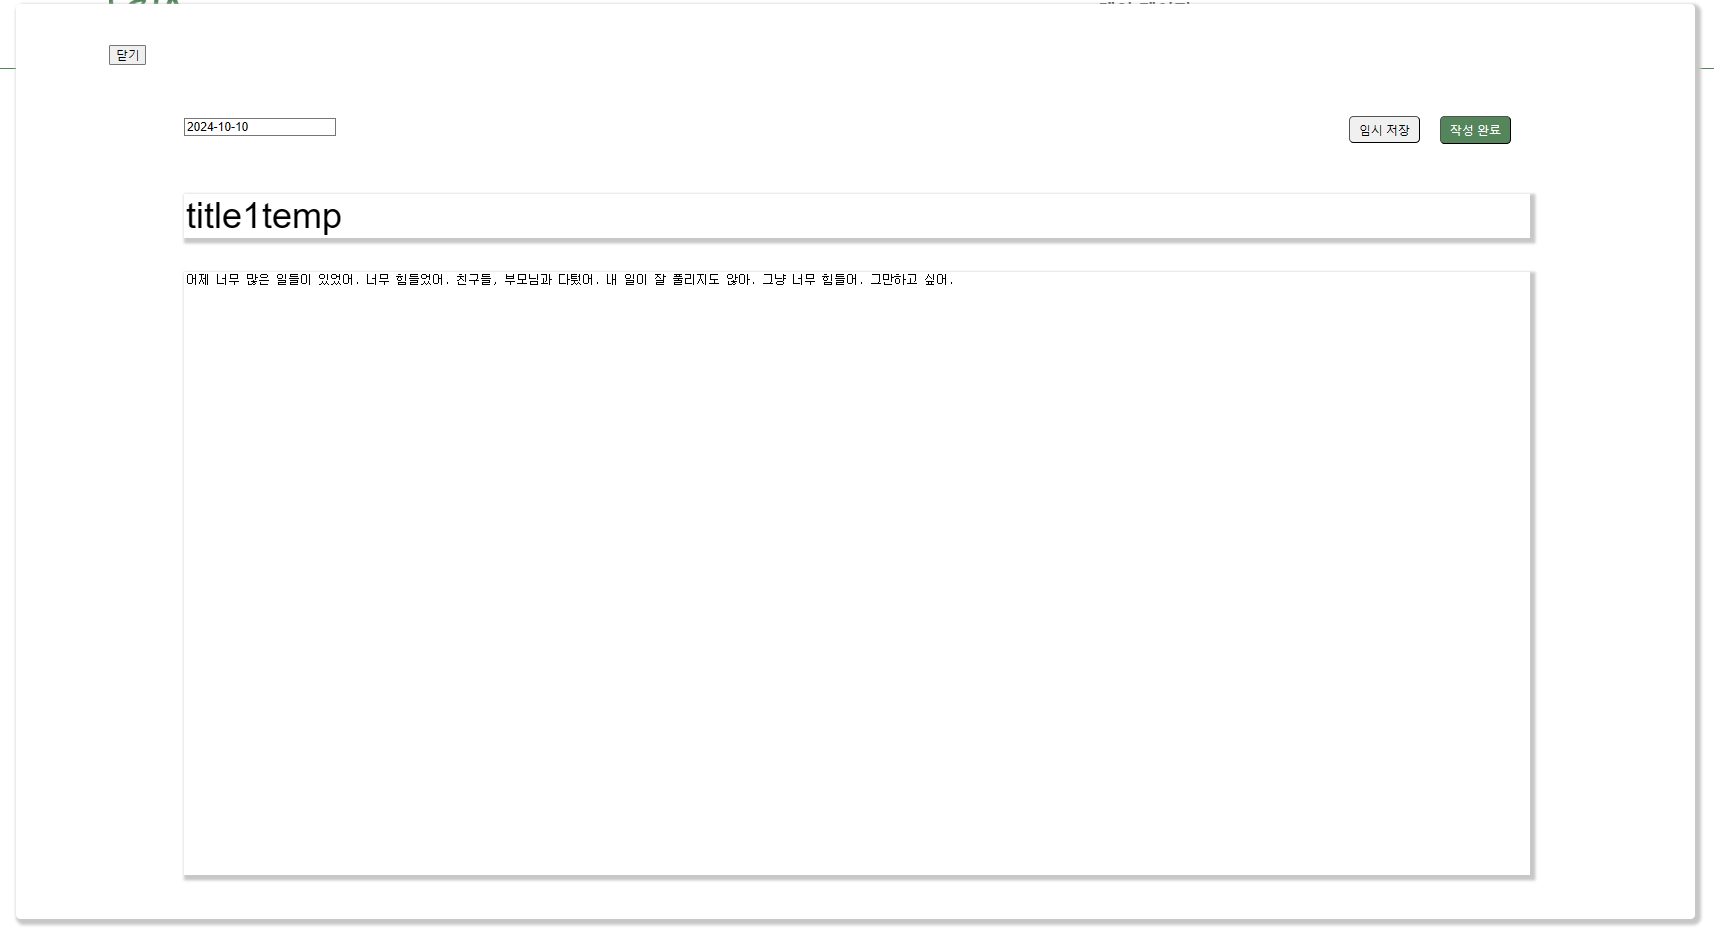 닫기
2024-10-10
임시 저장
작성 완료
title1temp
어제 너무 많은 일들이 있었어. 너무 힘들었어. 친구들, 부모님과 다퉜어. 내 일이 잘 풀리지도 않아. 그냥 너무 힘들어. 그만하고 싶어.